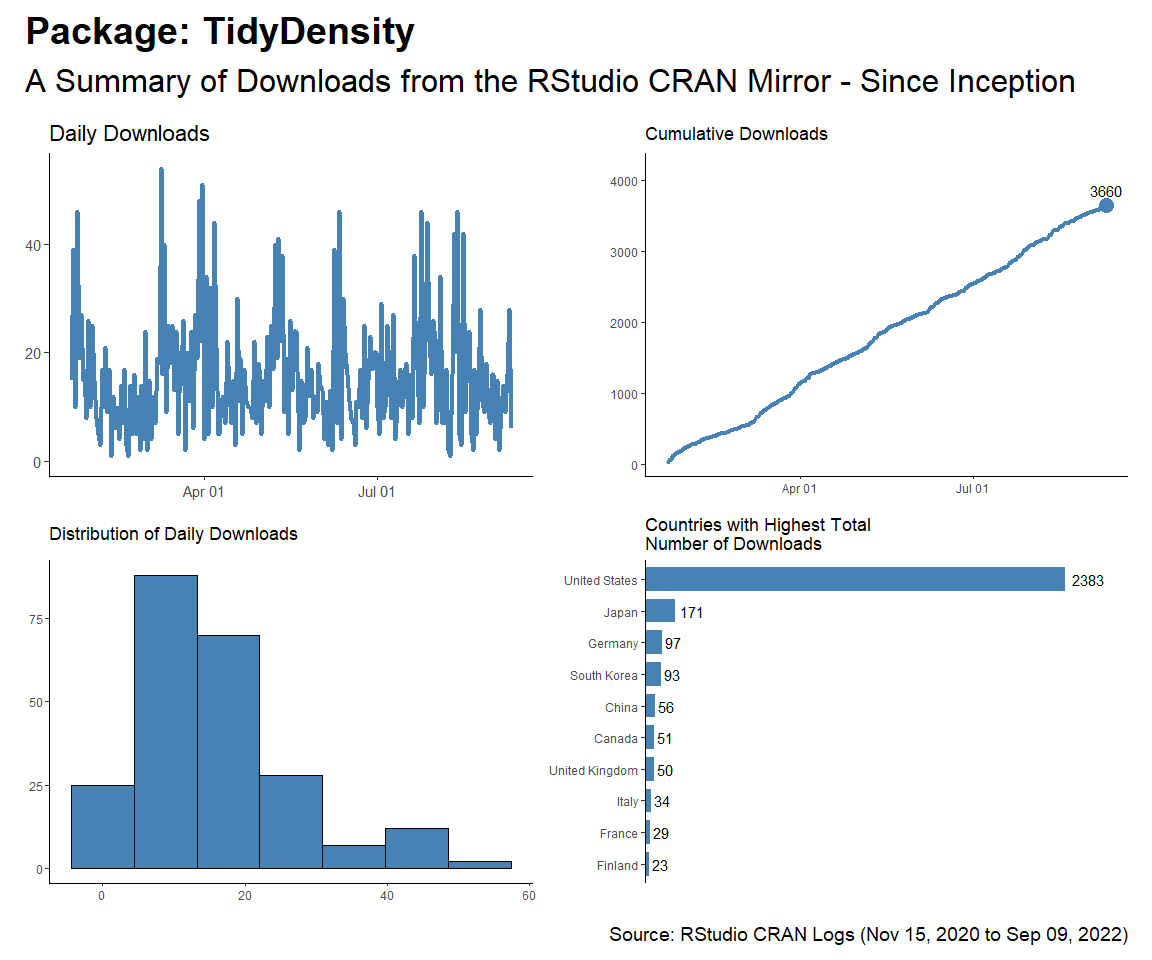 Package: TidyDensity
A Summary of Downloads from the RStudio CRAN Mirror - Since Inception
Daily Downloads
40
20
0
Apr 01
Jul 01
Cumulative Downloads
4000
3000
2000
1000
0
3660
Apr 01
Jul 01
Distribution of Daily Downloads
75
50
25
0
0
20
40
60
Countries with Highest Total
Number of Downloads
United States 2383
Japan 171
Germany 97
South Korea 93
China 56
Canada 51
United Kingdom 50
Italy 34
France 29
Finland 23
Source: RStudio CRAN Logs (Nov 15, 2020 to Sep 09, 2022)